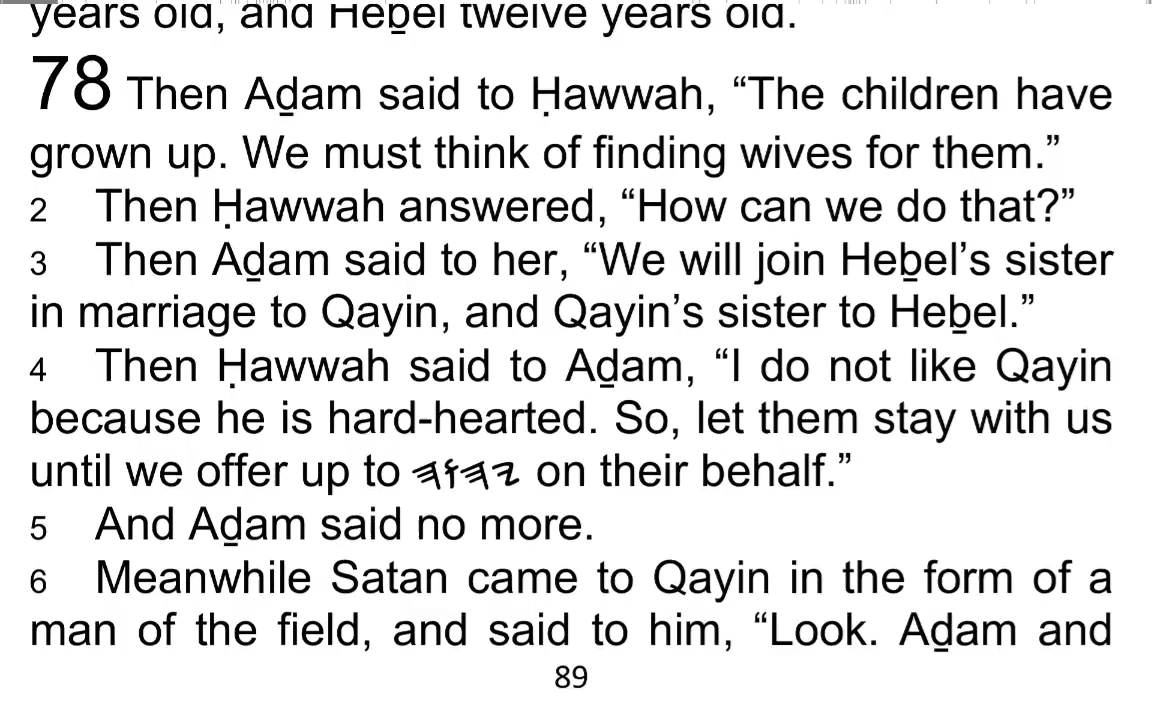 years old, and Heḇel twelve years old.
78 Then Aḏam said to Ḥawwah, “The children have
grown up. We must think of finding wives for them.”
2 Then Ḥawwah answered, “How can we do that?”
3 Then Aḏam said to her, “We will join Heḇel’s sister
in marriage to Qayin, and Qayin’s sister to Heḇel.”
4 Then Ḥawwah said to Aḏam, “I do not like Qayin
because he is hard-hearted. So, let them stay with us
until we offer up to 𐤉𐤄𐤅𐤄 on their behalf.”
5 And Aḏam said no more.
6 Meanwhile Satan came to Qayin in the form of a
man of the field, and said to him, “Look. Aḏam and
89